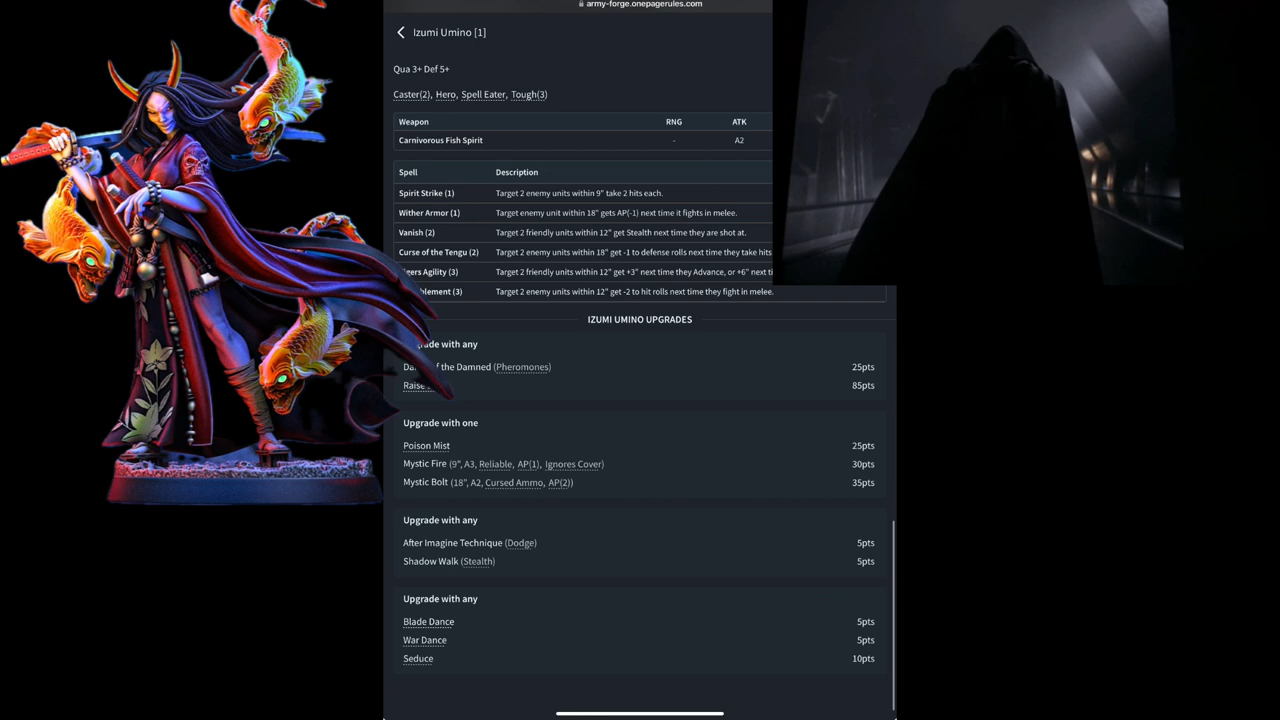 army-forge.onepagerules.com
Izumi Umino [1]
Qua 3+ Def 5+
Caster(2), Hero, Spell Eater, Tough(3)
Weapon RNG ATK
Carnivorous Fish Spirit - A2
Spell Description
Spirit Strike (1) Target 2 enemy units within 9" take 2 hits each.
Wither Armor (1) Target enemy unit within 18" gets AP(-1) next time it fights in melee.
Vanish (2) Target 2 friendly units within 12" get Stealth next time they are shot at.
Curse of the Tengu (2) Target 2 enemy units within 18" get -1 to defense rolls next time they take hits
Agility (3) Target 2 friendly units within 12" get +3" next time they Advance, or +6" next
(3) Target 2 enemy units within 12" get -2 to hit rolls next time they fight in melee.
IZUMI UMINO UPGRADES
with any
of the Damned (Pheromones) 25pts
Raise 85pts
Upgrade with one
Poison Mist 25pts
Mystic Fire (9", A3, Reliable, AP(1), Ignores Cover) 30pts
Mystic Bolt (18", A2, Cursed Ammo, AP(2)) 35pts
Upgrade with any
After Imagine Technique (Dodge) 5pts
Shadow Walk (Stealth) 5pts
Upgrade with any
Blade Dance 5pts
War Dance 5pts
Seduce 10pts